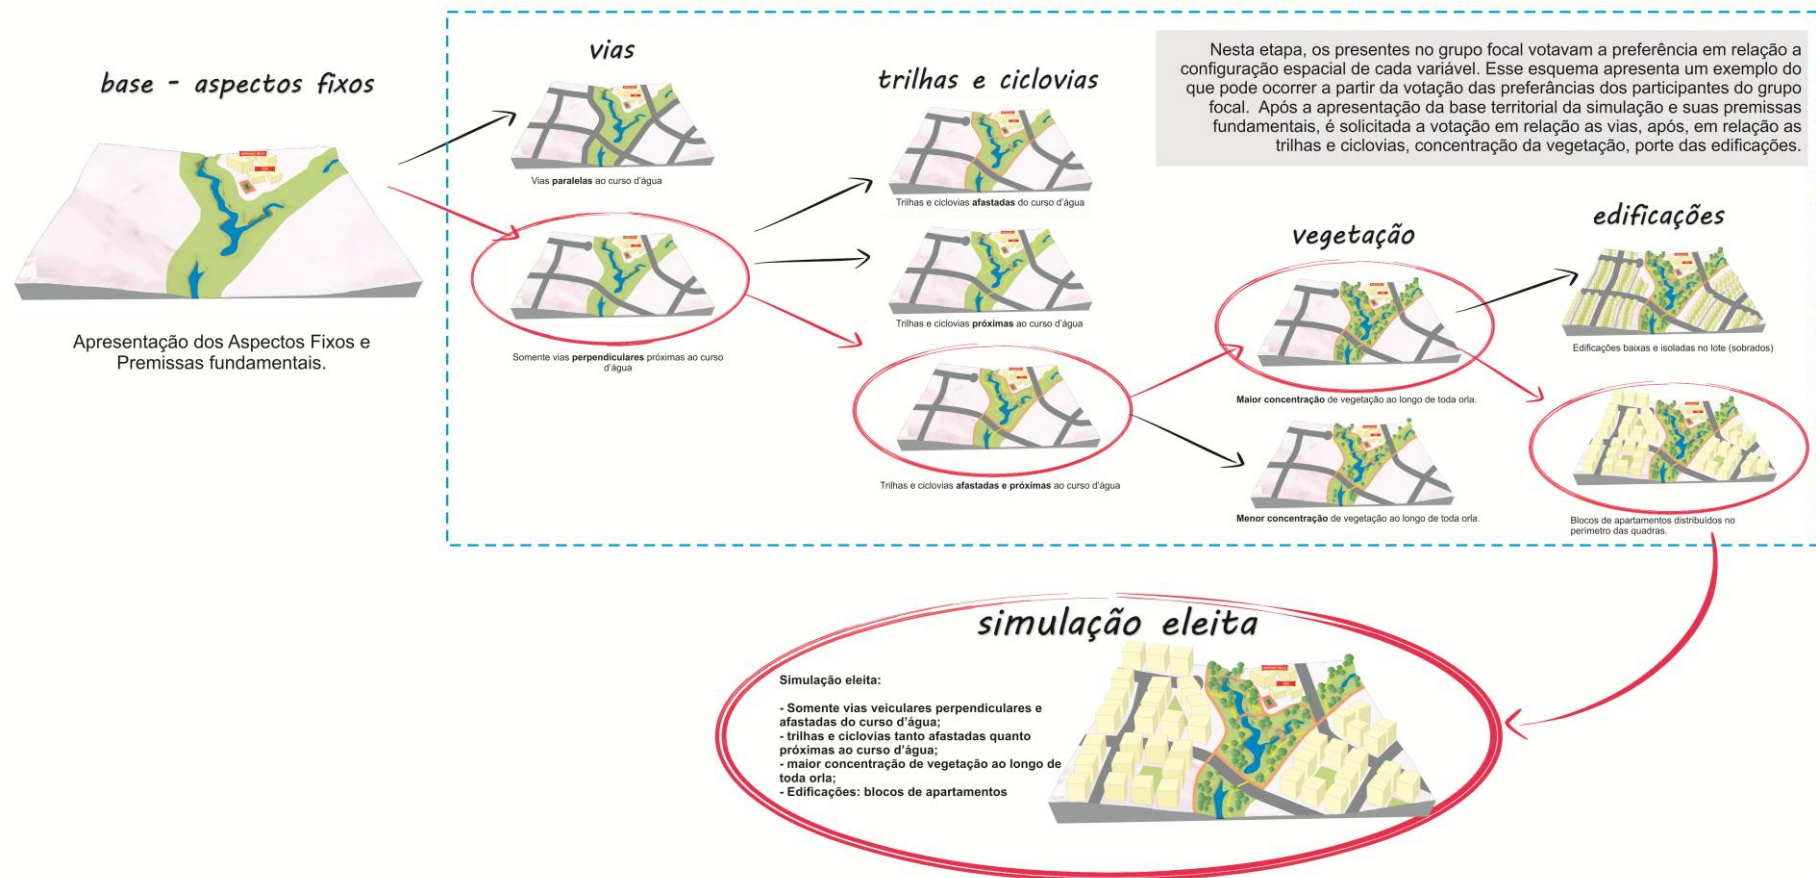 base - aspectos fixos
Apresentação dos Aspectos Fixos e
Premissas fundamentais.
vias
Vias paralelas ao curso d'água
Somente vias perpendiculares próximas ao curso
d'água
trilhas e ciclovias
Trilhas e ciclovias afastadas do curso d'água
Trilhas e ciclovias próximas ao curso d'água
Trilhas e ciclovias afastadas e próximas ao curso d'água
Nesta etapa, os presentes no grupo focal votavam a preferência em relação a
configuração espacial de cada variável. Esse esquema apresenta um exemplo do
que pode ocorrer a partir da votação das preferências dos participantes do grupo
focal. Após a apresentação da base territorial da simulação e suas premissas
fundamentais, é solicitada a votação em relação as vias, após, em relação as
trilhas e ciclovias, concentração da vegetação, porte das edificações.
vegetação
Maior concentração de vegetação ao longo de toda orla.
Menor concentração de vegetação ao longo de toda orla.
edificações
Edificações baixas e isoladas no lote (sobrados)
Blocos de apartamentos distribuídos no
perímetro das quadras.
simulação eleita
Simulação eleita:
- Somente vias veiculares perpendiculares e
afastadas do curso d'água;
- trilhas e ciclovias tanto afastadas quanto
próximas ao curso d'água;
- maior concentração de vegetação ao longo de
toda orla;
- Edificações: blocos de apartamentos